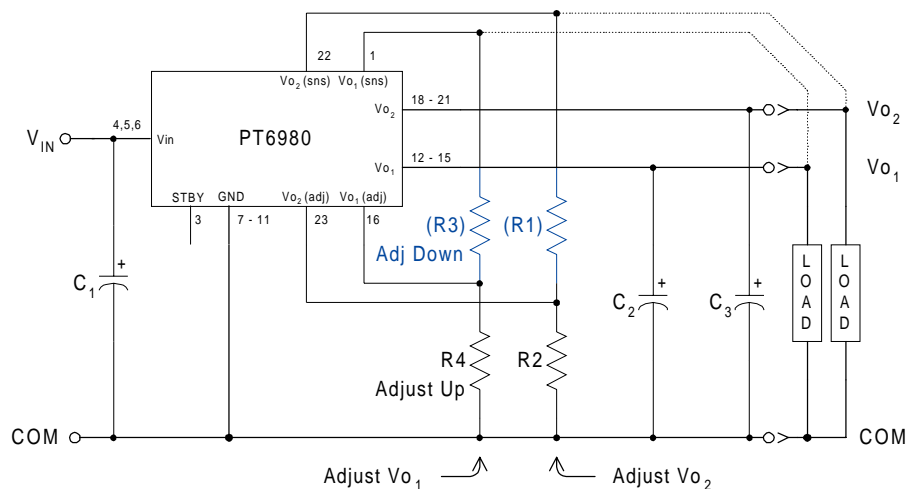 22
1
Vo2 (sns)
Vo1 (sns)
18 - 21
Vo2
Vo2
4,5,6
VIN
Vin
PT6980
12 - 15
Vo1
Vo1
STBY
GND
Vo2 (adj)
Vo1 (adj)
3
7 - 11
23
16
(R3)
(R1)
Adj Down
+
C1
+
C2
+
C3
LOAD
LOAD
R4
R2
Adjust Up
COM
COM
Adjust Vo1
Adjust Vo2